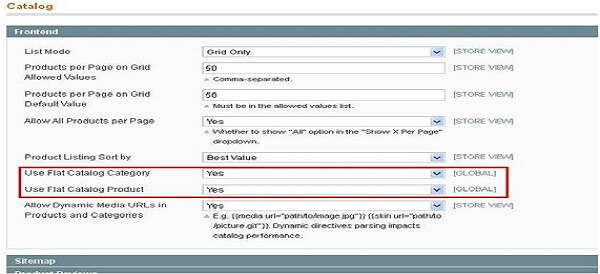 Catalog
Frontend
List Mode Grid Only [STORE VIEW]
Products per Page on Grid Allowed Values 50 [STORE VIEW]
Comma-separated.
Products per Page on Grid Default Value 50 [STORE VIEW]
Must be in the allowed values list.
Allow All Products per Page Yes [STORE VIEW]
Whether to show "All" option in the "Show X Per Page" dropdown.
Product Listing Sort by Best Value [STORE VIEW]
Use Flat Catalog Category Yes [GLOBAL]
Use Flat Catalog Product Yes [GLOBAL]
Allow Dynamic Media URLs in Products and Categories Yes [STORE VIEW]
E.g. {{media url="path/to/image.jpg"}} {{skin url="path/to/picture.gif"}}. Dynamic directives parsing impacts catalog performance.
Sitemap
Product Reviews